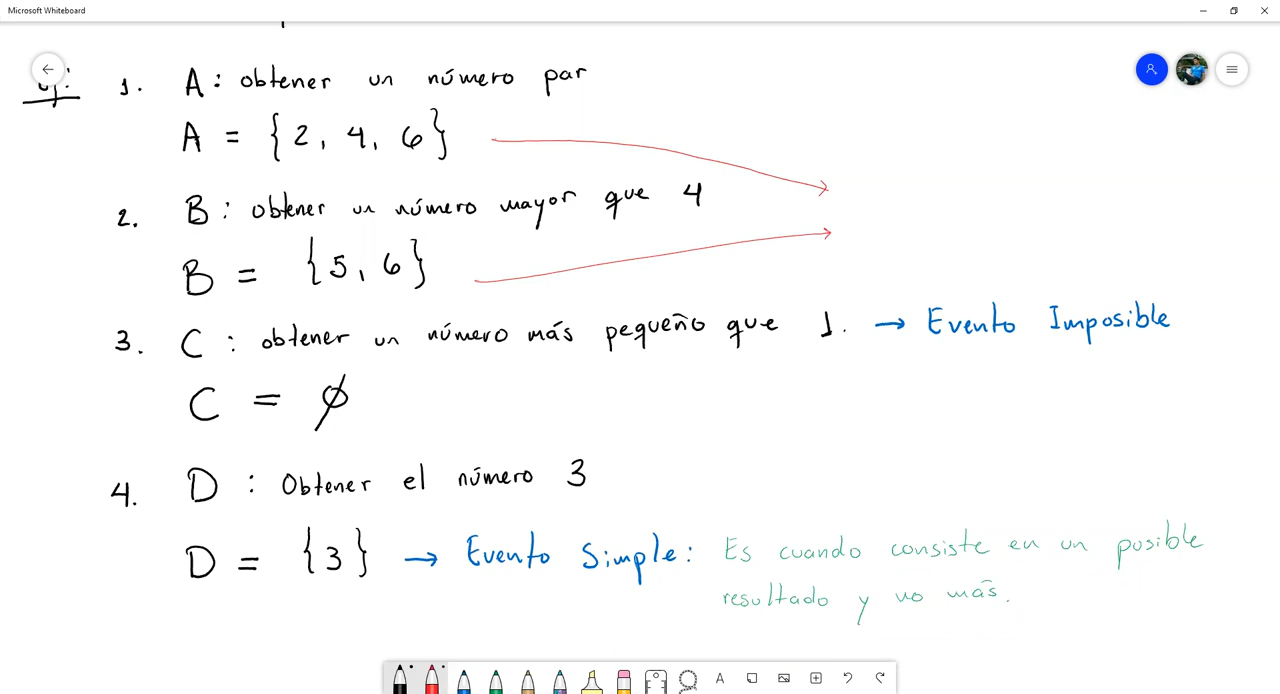 Microsoft Whiteboard
ej:
1. A: obtener un número par
A = {2, 4, 6}
2. B: obtener un número mayor que 4
B = {5, 6}
3. C: obtener un número más pequeño que 1. → Evento Imposible
C = ∅
4. D: Obtener el número 3
D = {3} → Evento Simple: Es cuando consiste en un posible
resultado y no más.